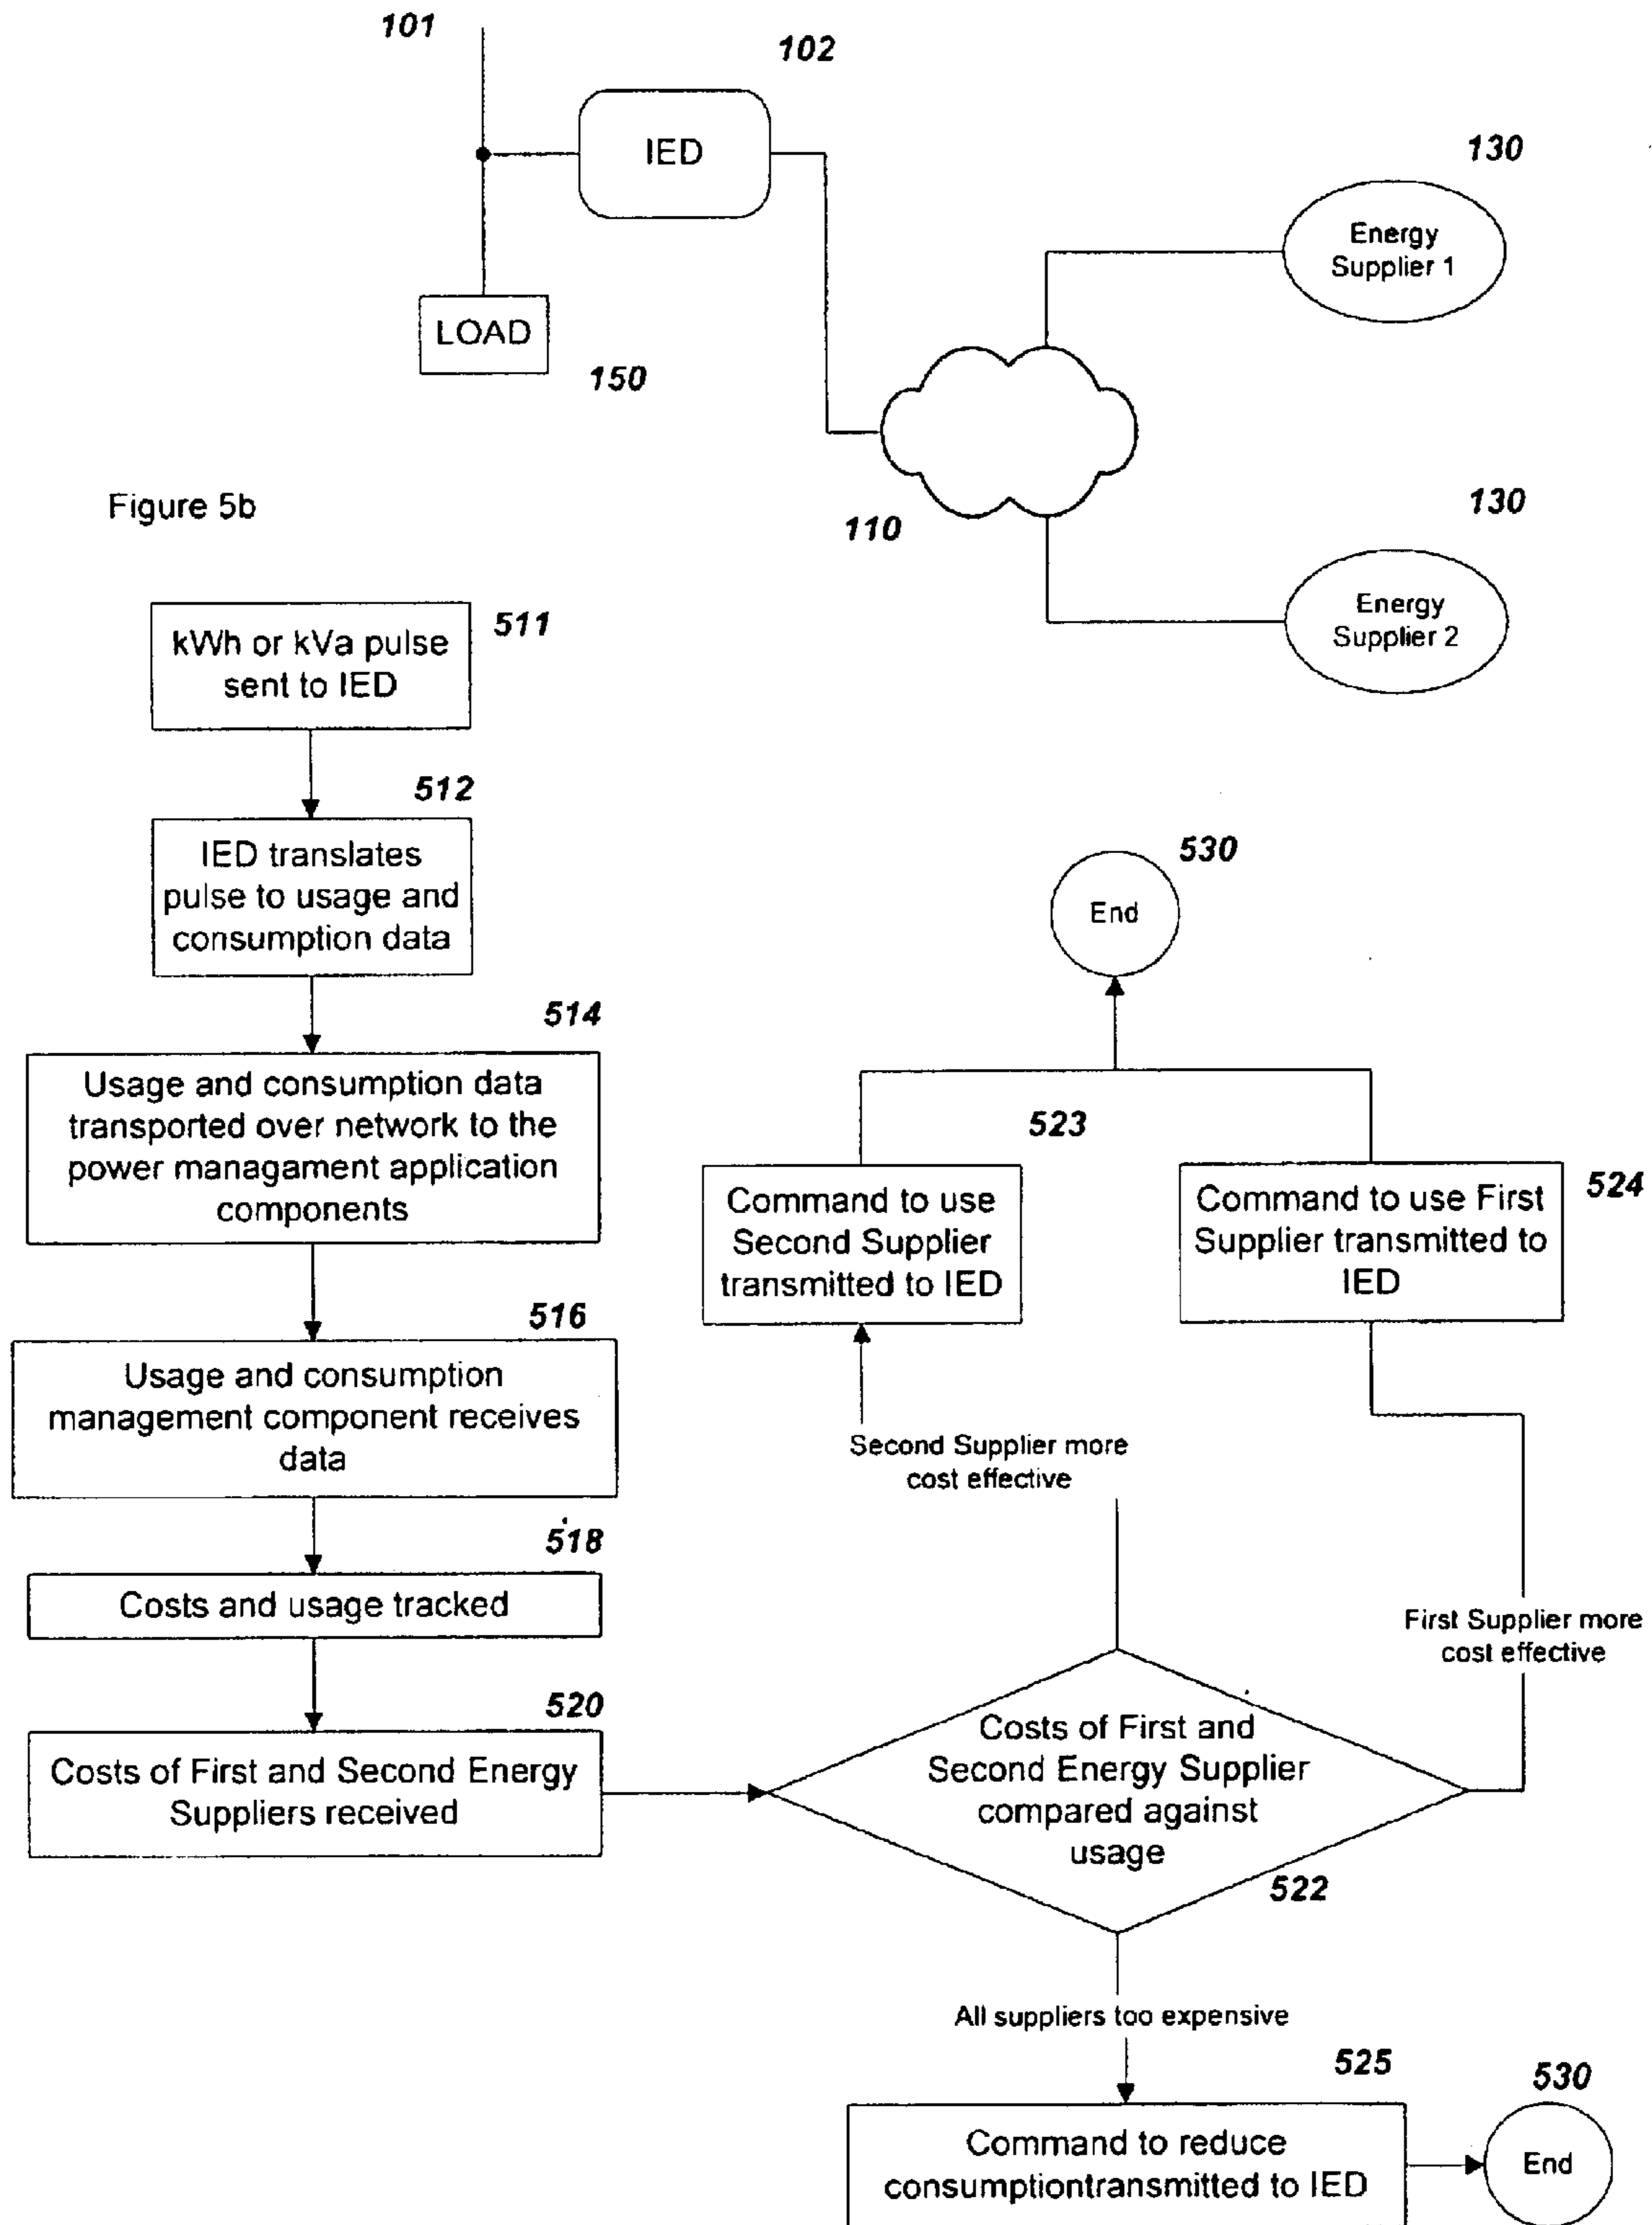 101
102
IED
130
Energy
Supplier 1
LOAD
150
110
130
Energy
Supplier 2
Figure 5b
511
kWh or kVa pulse
sent to IED
512
IED translates
pulse to usage and
consumption data
514
Usage and consumption data
transported over network to the
power managament application
components
516
Usage and consumption
management component receives
data
518
Costs and usage tracked
520
Costs of First and Second Energy
Suppliers received
530
End
523
Command to use
Second Supplier
transmitted to IED
524
Command to use First
Supplier transmitted to
IED
Second Supplier more
cost effective
First Supplier more
cost effective
Costs of First and
Second Energy Supplier
compared against
usage
522
All suppliers too expensive
525
Command to reduce
consumptiontransmitted to IED
530
End